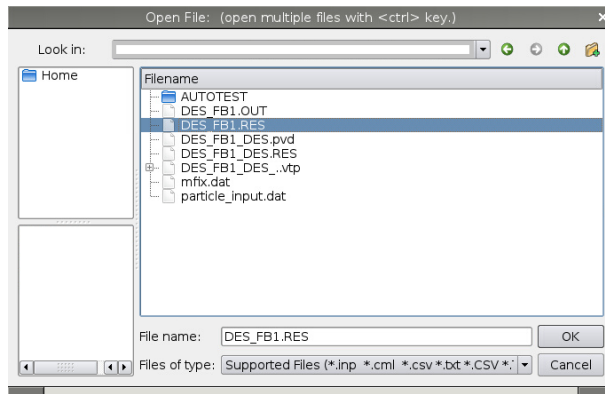 Open File: (open multiple files with <ctrl> key.)
Look in:
Home
Filename
AUTOTEST
DES_FB1.OUT
DES_FB1.RES
DES_FB1_DES.pvd
DES_FB1_DES.RES
DES_FB1_DES_..vtp
mfix.dat
particle_input.dat
File name: DES_FB1.RES OK
Files of type: Supported Files (*.inp *.cml *.csv *.txt *.CSV *.' Cancel